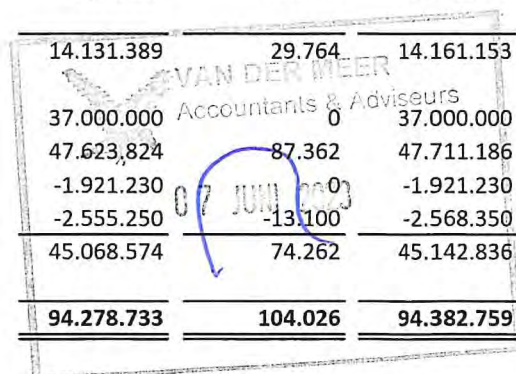 14.131.389 29.764 14.161.153
VAN DER MEER
Accountants & Adviseurs
37.000.000 0 37.000.000
47.623.824 87.362 47.711.186
-1.921.230 0 -1.921.230
07 JUNI 2023
-2.555.250 -13.100 -2.568.350
45.068.574 74.262 45.142.836
94.278.733 104.026 94.382.759